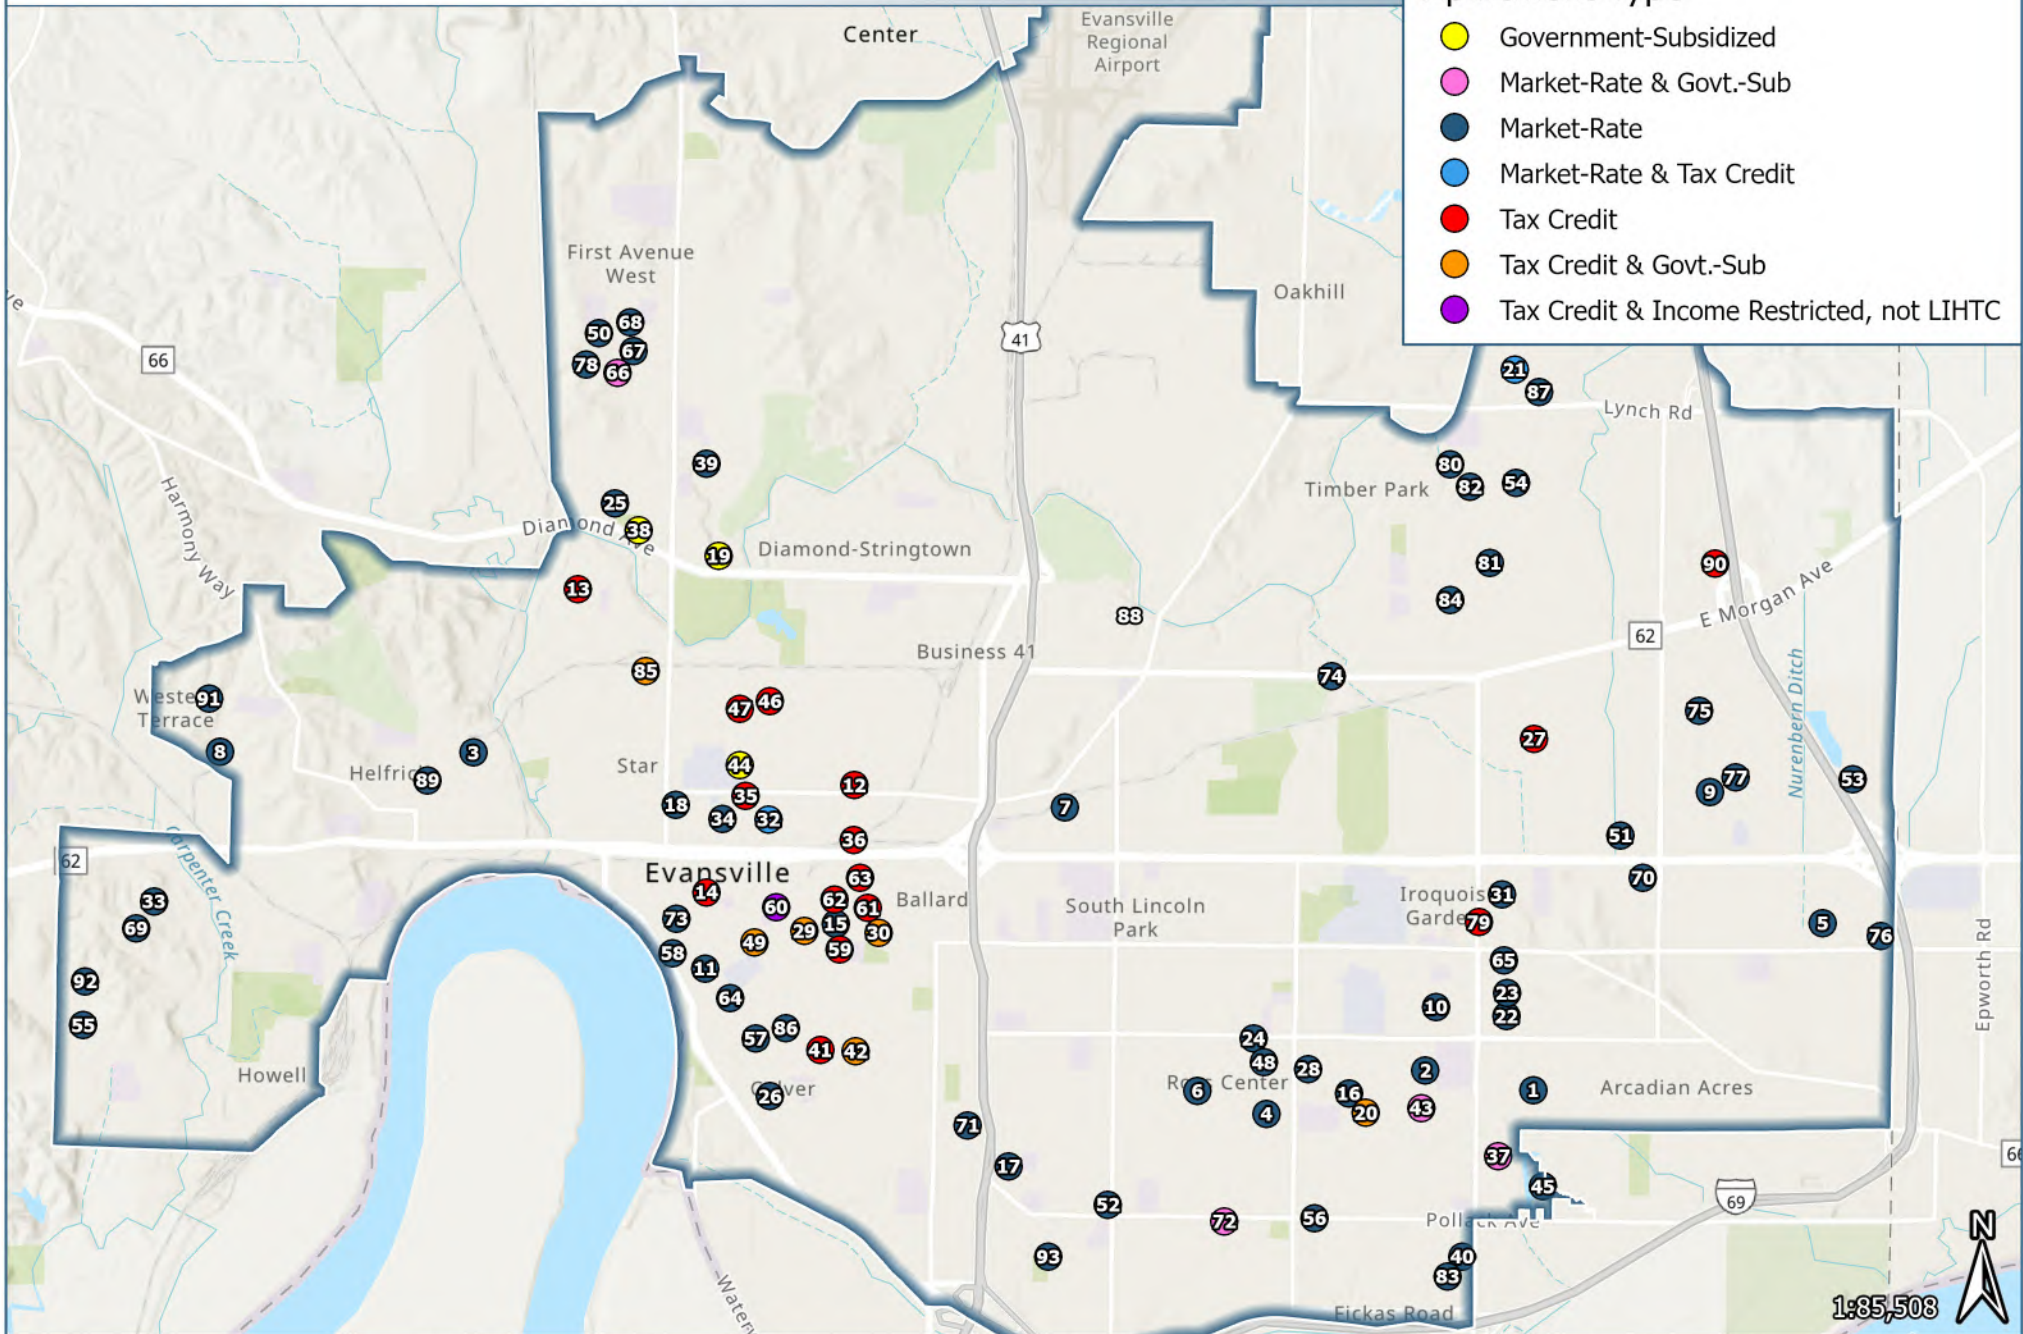 Center
Evansville
Regional
Airport
Government-Subsidized
Market-Rate & Govt.-Sub
Market-Rate
Market-Rate & Tax Credit
Tax Credit
Tax Credit & Govt.-Sub
Tax Credit & Income Restricted, not LIHTC
First Avenue
West
Oakhill
66
41
50
68
67
78
66
21
87
Lynch Rd
39
80
82
54
Timber Park
Harmony Way
25
38
Diamond Ave
19
Diamond-Stringtown
13
81
90
84
E Morgan Ave
88
62
Business 41
85
74
91
Terrace
47
46
75
Nurenbern Ditch
8
3
89
Star
44
27
77
53
9
12
35
18
34
32
7
36
51
62
Carpenter Creek
Evansville
63
70
14
33
69
73
60
62
61
15
Ballard
South Lincoln
Park
Iroquois
31
79
5
76
29
30
49
59
58
11
65
92
64
10
23
22
Epworth Rd
55
86
57
41
42
24
48
28
Howell
26
6
4
16
20
2
43
1
Arcadian Acres
71
17
37
45
52
72
56
Pollack Ave
69
66
N
93
40
83
Fickas Road
1:85,508